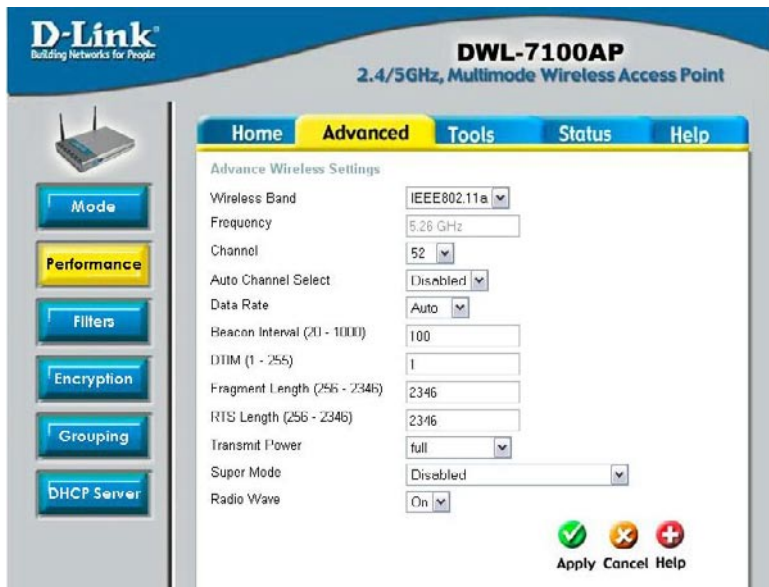 D-Link
Building Networks for People
DWL-7100AP
2.4/5GHz, Multimode Wireless Access Point
Home Advanced Tools Status Help
Mode
Performance
Filters
Encryption
Grouping
DHCP Server
Advance Wireless Settings
Wireless Band IEEE802.11a
Frequency 5.26 GHz
Channel 52
Auto Channel Select Disabled
Data Rate Auto
Beacon Interval (20 - 1000) 100
DTIM (1 - 255) 1
Fragment Length (256 - 2346) 2346
RTS Length (256 - 2346) 2346
Transmit Power full
Super Mode Disabled
Radio Wave On
Apply Cancel Help